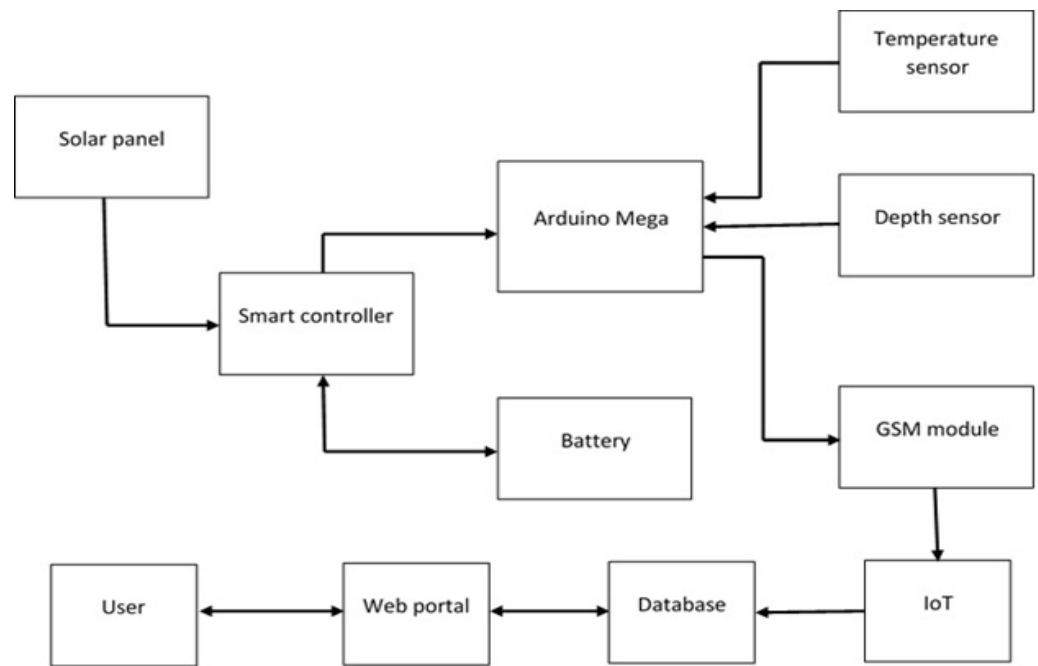 Temperature
sensor
Solar panel
Arduino Mega
Depth sensor
Smart controller
Battery
GSM module
User
Web portal
Database
IoT